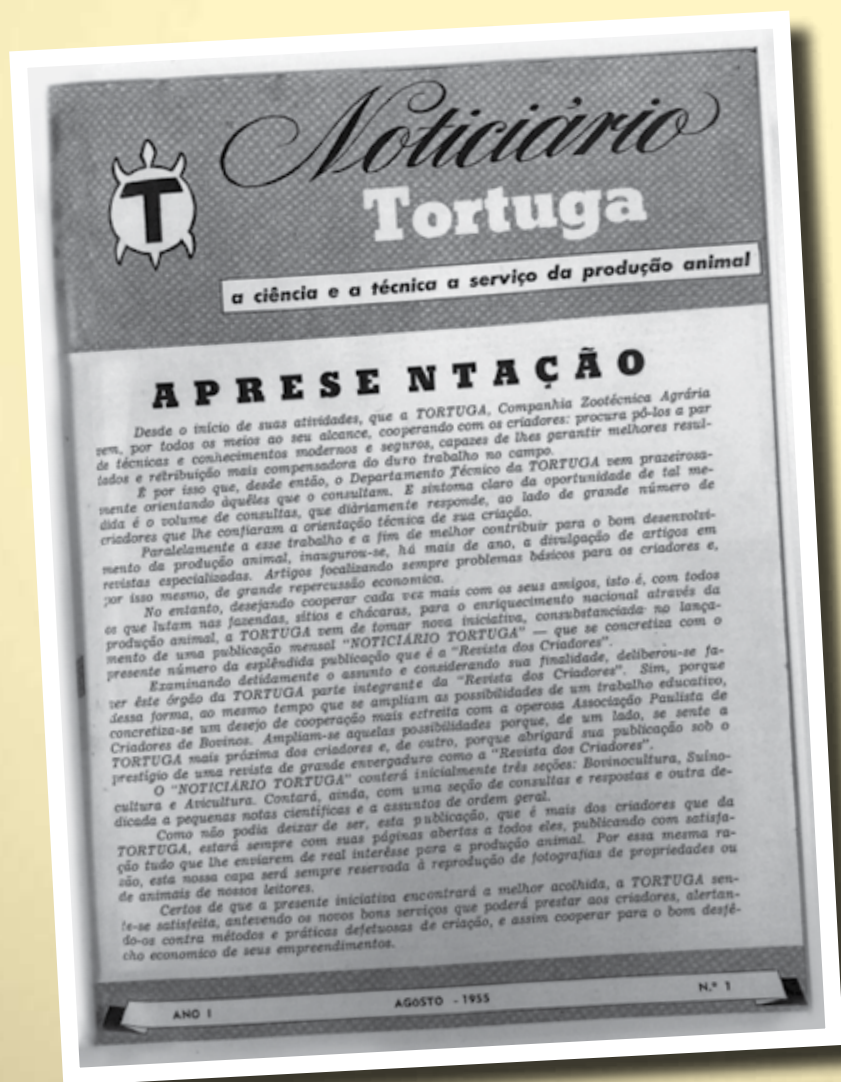 T
Noticiário
Tortuga
a ciência e a técnica a serviço da produção animal
APRESENTAÇÃO
Desde o início de suas atividades, que a TORTUGA, Companhia Zootécnica Agrária
vem, por todos os meios ao seu alcance, cooperando com os criadores: procura pô-los a par
de técnicas e conhecimentos modernos e seguros, capazes de lhes garantir melhores resul-
tados e retribuição mais compensadora do duro trabalho no campo.
É por isso que, desde então, o Departamento Técnico da TORTUGA vem prazeirosa-
mente orientando àquêles que o consultam. E sintoma claro da oportunidade de tal me-
dida é o volume de consultas, que diàriamente responde, ao lado de grande número de
criadores que lhe confiaram a orientação técnica de sua criação.
Paralelamente a esse trabalho e a fim de melhor contribuir para o bom desenvolvi-
mento da produção animal, inaugurou-se, há mais de ano, a divulgação de artigos em
revistas especializadas. Artigos focalizando sempre problemas básicos para os criadores e,
por isso mesmo, de grande repercussão economica.
No entanto, desejando cooperar cada vez mais com os seus amigos, isto é, com todos
os que lutam nas fazendas, sítios e chácaras, para o enriquecimento nacional através da
produção animal, a TORTUGA vem de tomar nova iniciativa, consubstanciada no lança-
mento de uma publicação mensal "NOTICIÁRIO TORTUGA" — que se concretiza com o
presente número da esplêndida publicação que é a "Revista dos Criadores".
Examinando detidamente o assunto e considerando sua finalidade, deliberou-se fa-
zer êste órgão da TORTUGA parte integrante da "Revista dos Criadores". Sim, porque
dessa forma, ao mesmo tempo que se ampliam as possibilidades de um trabalho educativo,
concretiza-se um desejo de cooperação mais estreita com a operosa Associação Paulista de
Criadores de Bovinos. Ampliam-se aquelas possibilidades porque, de um lado, se sente a
TORTUGA mais próxima dos criadores e, de outro, porque abrigará sua publicação sob o
prestígio de uma revista de grande envergadura como a "Revista dos Criadores".
O "NOTICIÁRIO TORTUGA" conterá inicialmente três seções: Bovinocultura, Suino-
cultura e Avicultura. Contará, ainda, com uma seção de consultas e respostas e outra de-
dicada a pequenas notas científicas e a assuntos de ordem geral.
Como não podia deixar de ser, esta publicação, que é mais dos criadores que da
TORTUGA, estará sempre com suas páginas abertas a todos eles, publicando com satisfa-
ção tudo que lhe enviarem de real interêsse para a produção animal. Por essa mesma ra-
zão, esta nossa capa será sempre reservada à reprodução de fotografias de propriedades ou
de animais de nossos leitores.
Certos de que a presente iniciativa encontrará a melhor acolhida, a TORTUGA sen-
te-se satisfeita, antevendo os novos bons serviços que poderá prestar aos criadores, alertan-
do-os contra métodos e práticas defeituosas de criação, e assim cooperar para o bom desfê-
cho economico de seus empreendimentos.
ANO I
AGOSTO - 1955
N.º 1